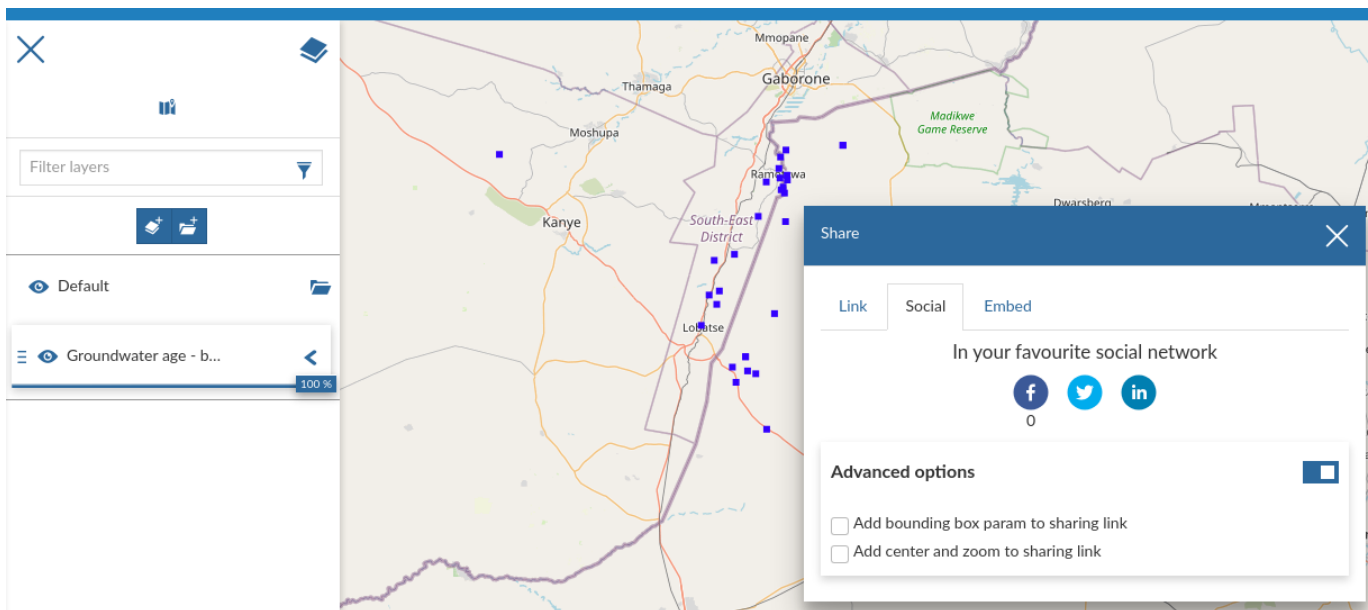 Filter layers
Default
Groundwater age - b...
100 %
Mmopane
Gaborone
Thamaga
Moshupa
Madikwe
Game Reserve
Kanye
South-East
District
Dwarsberg
Lobatse
Share
Link
Social
Embed
In your favourite social network
f
in
0
Advanced options
Add bounding box param to sharing link
Add center and zoom to sharing link